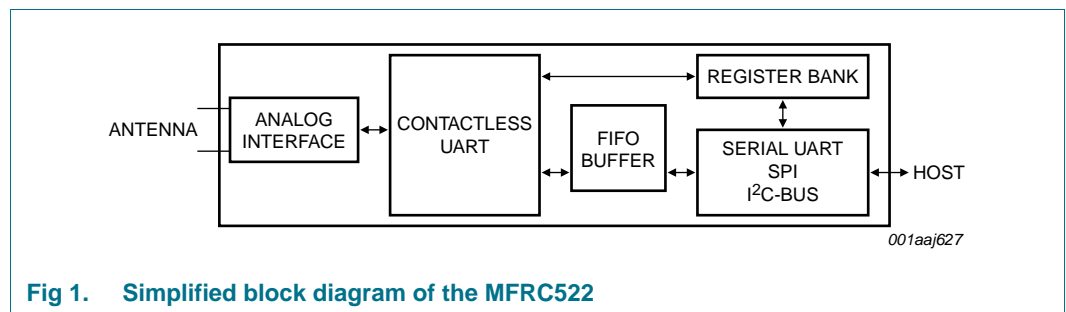 ANTENNA
ANALOG
INTERFACE
CONTACTLESS
UART
FIFO
BUFFER
REGISTER BANK
SERIAL UART
SPI
I²C-BUS
HOST
001aaj627
Fig 1. Simplified block diagram of the MFRC522